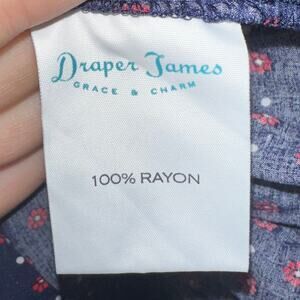 Draper James
GRACE & CHARM
100% RAYON